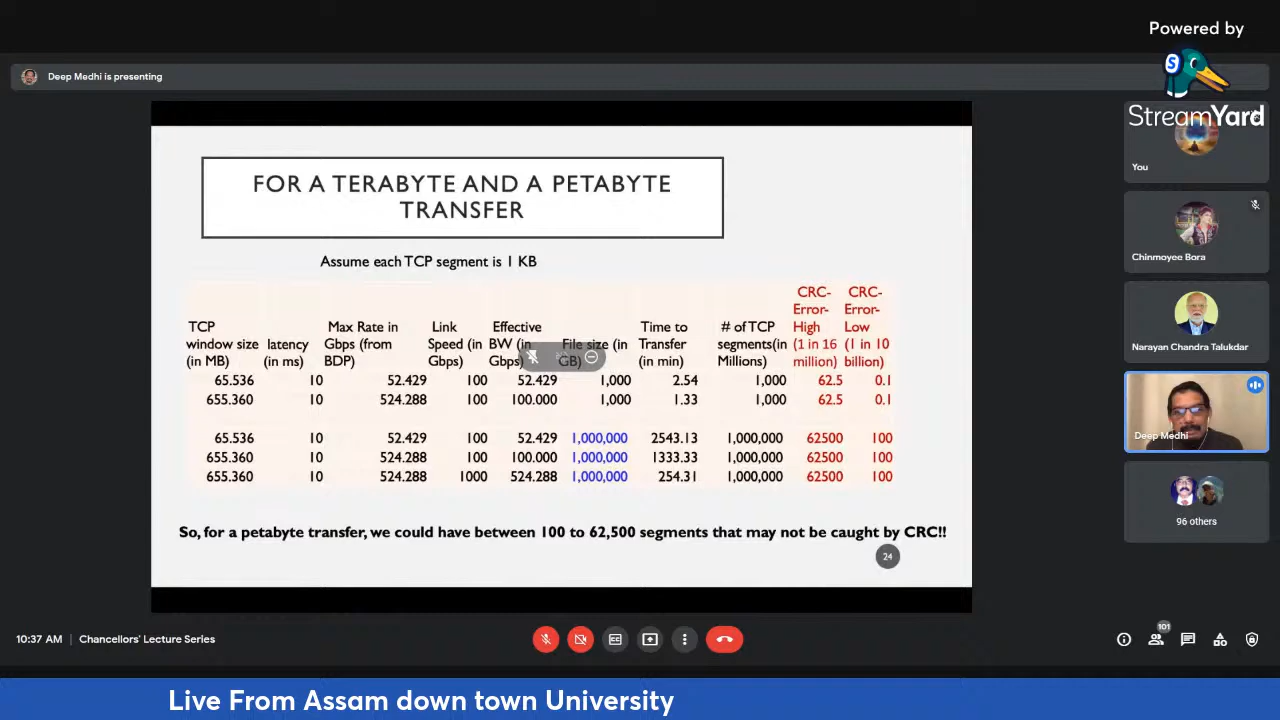 Powered by
StreamYard
Deep Medhi is presenting
FOR A TERABYTE AND A PETABYTE
TRANSFER
Assume each TCP segment is 1 KB
TCP window size (in MB) latency (in ms) Max Rate in Gbps (from BDP) Link Speed (in Gbps) Effective BW (in Gbps) File size (in GB) Time to Transfer (in min) # of TCP segments(in Millions) CRC-Error-High (1 in 16 million) CRC-Error-Low (1 in 10 billion)
65.536 10 52.429 100 52.429 1,000 2.54 1,000 62.5 0.1
655.360 10 524.288 100 100.000 1,000 1.33 1,000 62.5 0.1
65.536 10 52.429 100 52.429 1,000,000 2543.13 1,000,000 62500 100
655.360 10 524.288 100 100.000 1,000,000 1333.33 1,000,000 62500 100
655.360 10 524.288 1000 524.288 1,000,000 254.31 1,000,000 62500 100
So, for a petabyte transfer, we could have between 100 to 62,500 segments that may not be caught by CRC!!
24
You
Chinmoyee Bora
Narayan Chandra Talukdar
Deep Medhi
96 others
10:37 AM | Chancellors' Lecture Series
101
Live From Assam down town University